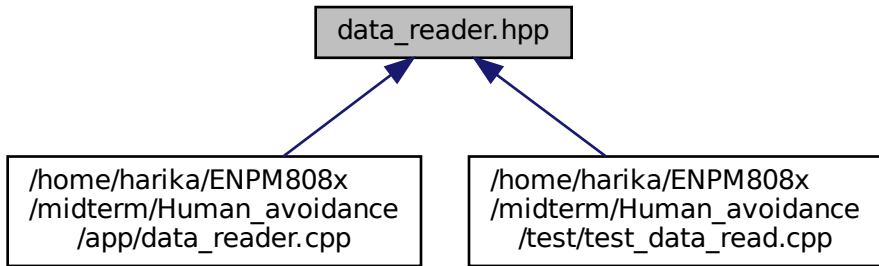 data_reader.hpp
/home/harika/ENPM808x
/midterm/Human_avoidance
/app/data_reader.cpp
/home/harika/ENPM808x
/midterm/Human_avoidance
/test/test_data_read.cpp